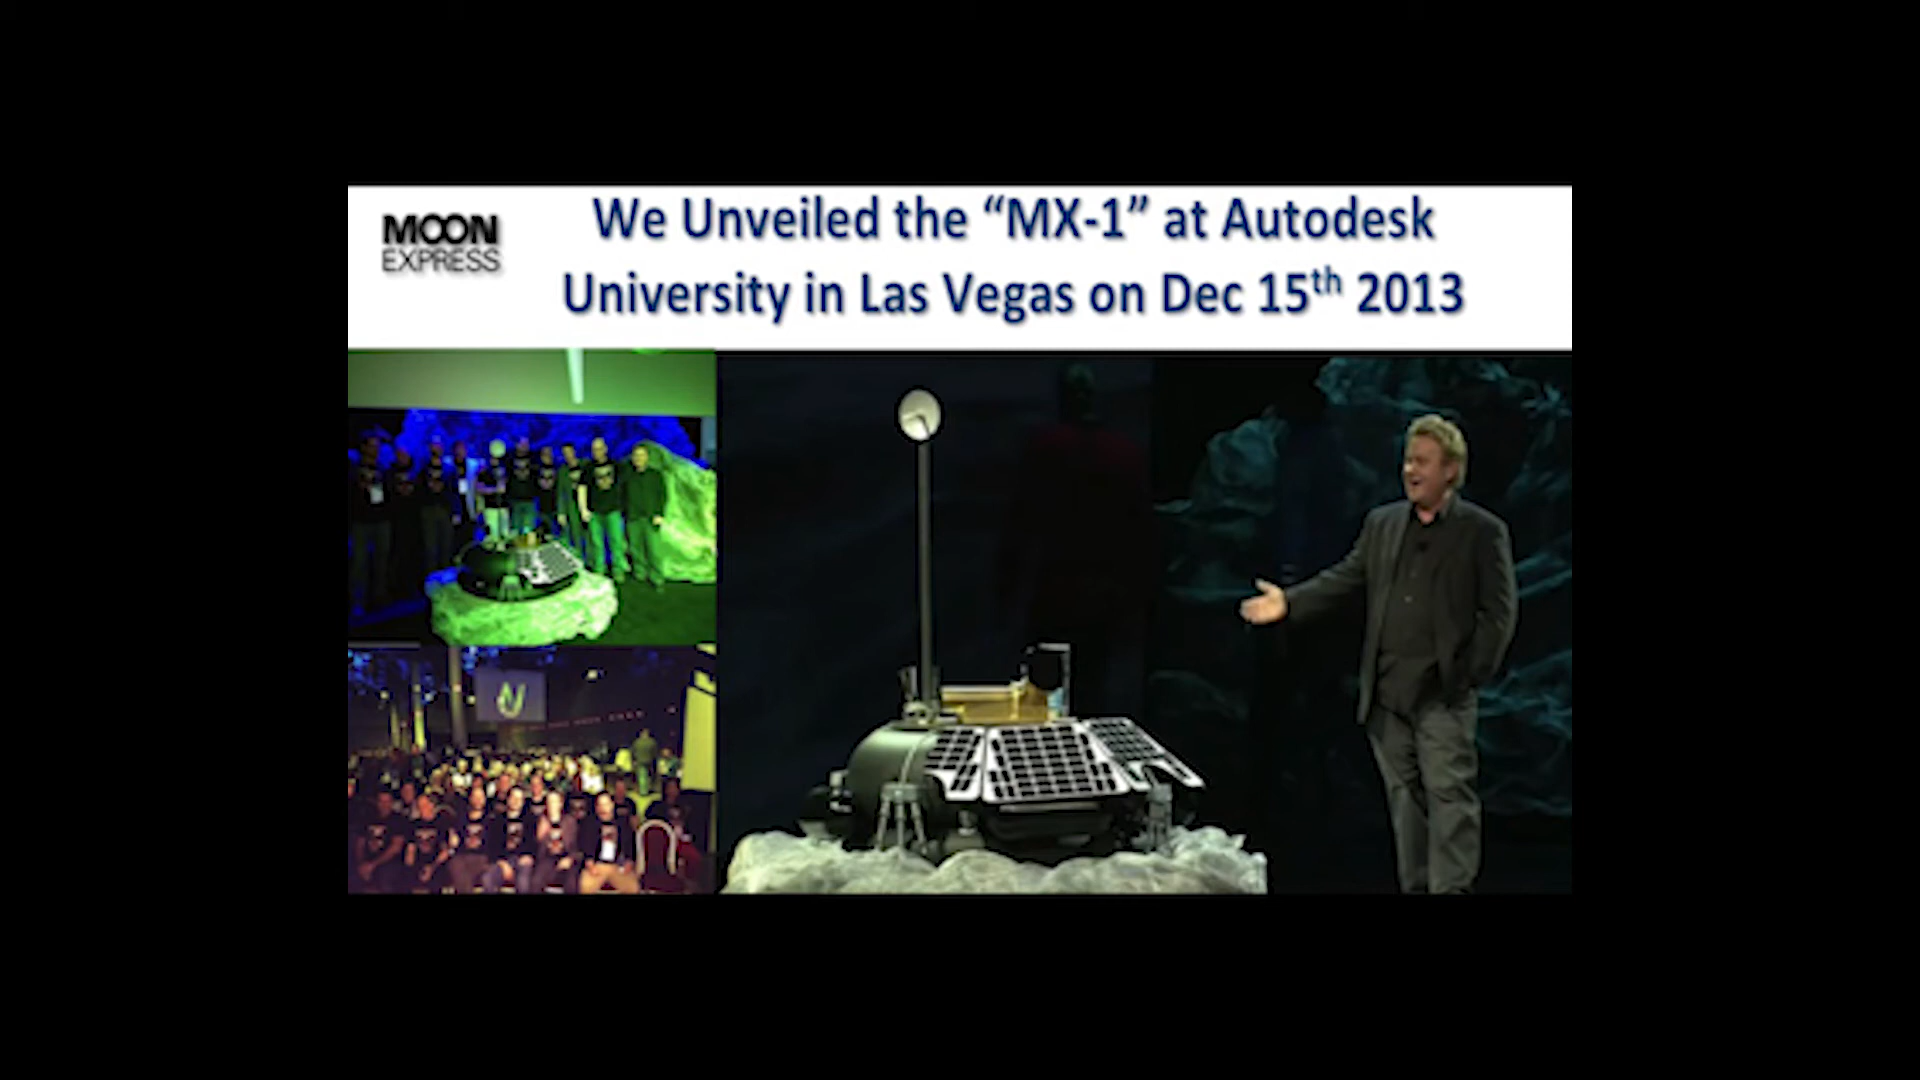 MOON
EXPRESS
We Unveiled the “MX-1” at Autodesk
University in Las Vegas on Dec 15th 2013